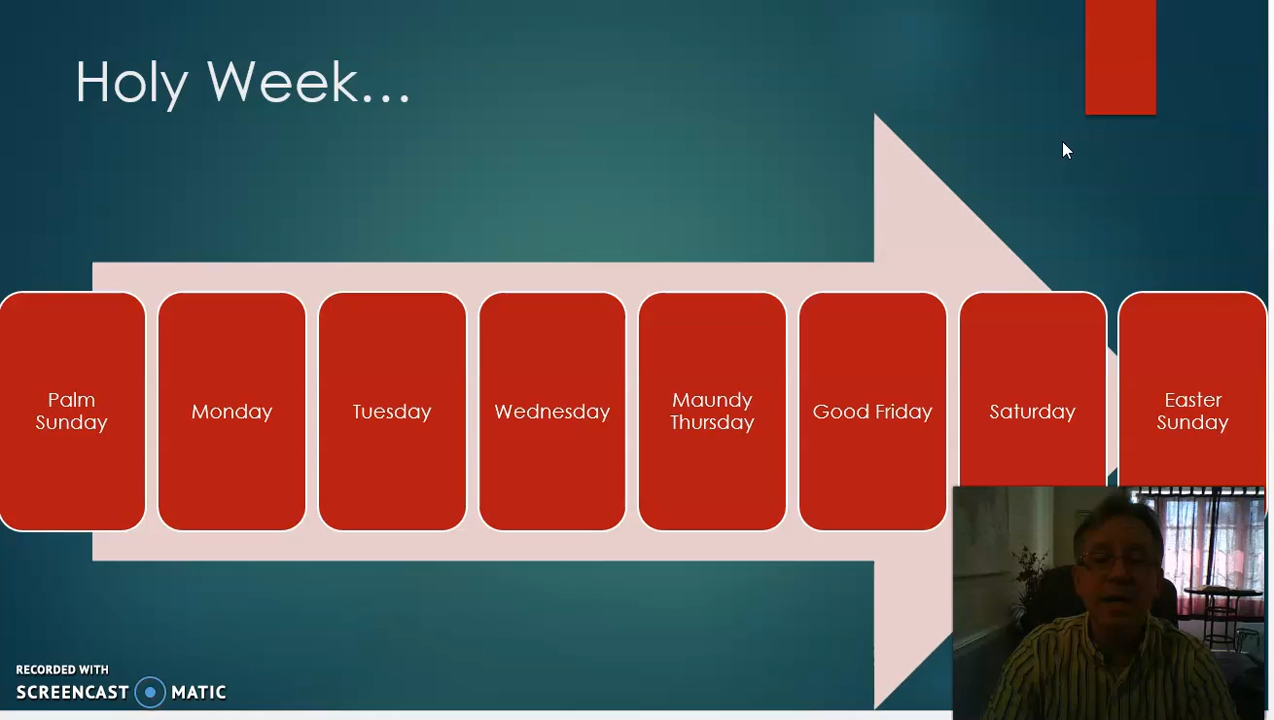 Holy Week...
Palm
Sunday
Monday
Tuesday
Wednesday
Maundy
Thursday
Good Friday
Saturday
Easter
Sunday
RECORDED WITH
SCREENCAST MATIC